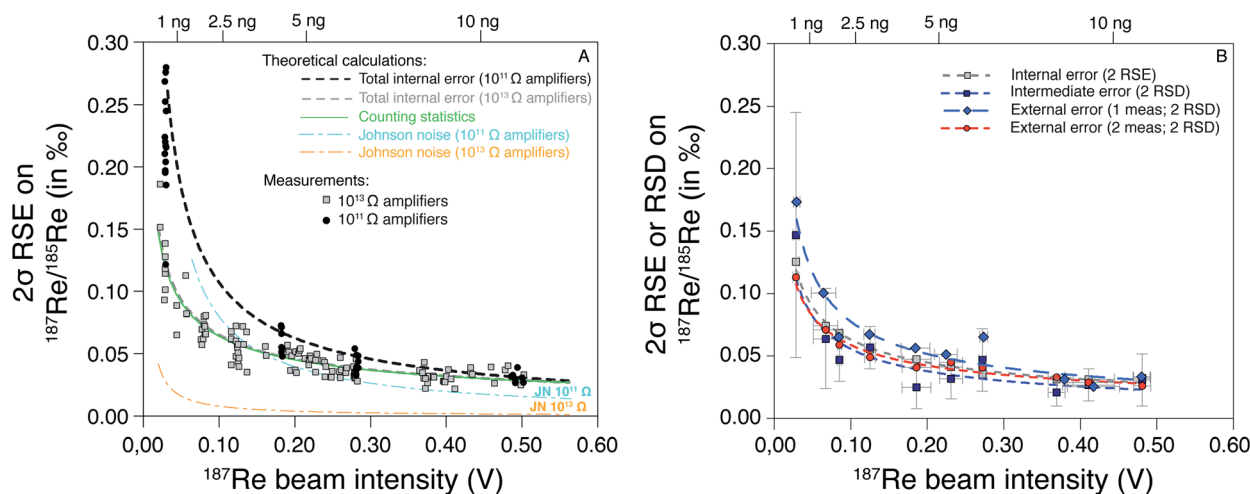 1 ng 2.5 ng 5 ng 10 ng
0.30
0.25
0.20
0.15
0.10
0.05
0.00
2σ RSE on
¹⁸⁷Re/¹⁸⁵Re (in ‰)
A
Theoretical calculations:
Total internal error (10¹¹ Ω amplifiers)
Total internal error (10¹³ Ω amplifiers)
Counting statistics
Johnson noise (10¹¹ Ω amplifiers)
Johnson noise (10¹³ Ω amplifiers)
Measurements:
10¹³ Ω amplifiers
10¹¹ Ω amplifiers
JN 10¹¹ Ω
JN 10¹³ Ω
0,00 0.10 0.20 0.30 0.40 0.50 0.60
¹⁸⁷Re beam intensity (V)
1 ng 2.5 ng 5 ng 10 ng
0.30
0.25
0.20
0.15
0.10
0.05
0.00
2σ RSE or RSD on
¹⁸⁷Re/¹⁸⁵Re (in ‰)
B
Internal error (2 RSE)
Intermediate error (2 RSD)
External error (1 meas; 2 RSD)
External error (2 meas; 2 RSD)
0,00 0.10 0.20 0.30 0.40 0.50 0.60
¹⁸⁷Re beam intensity (V)